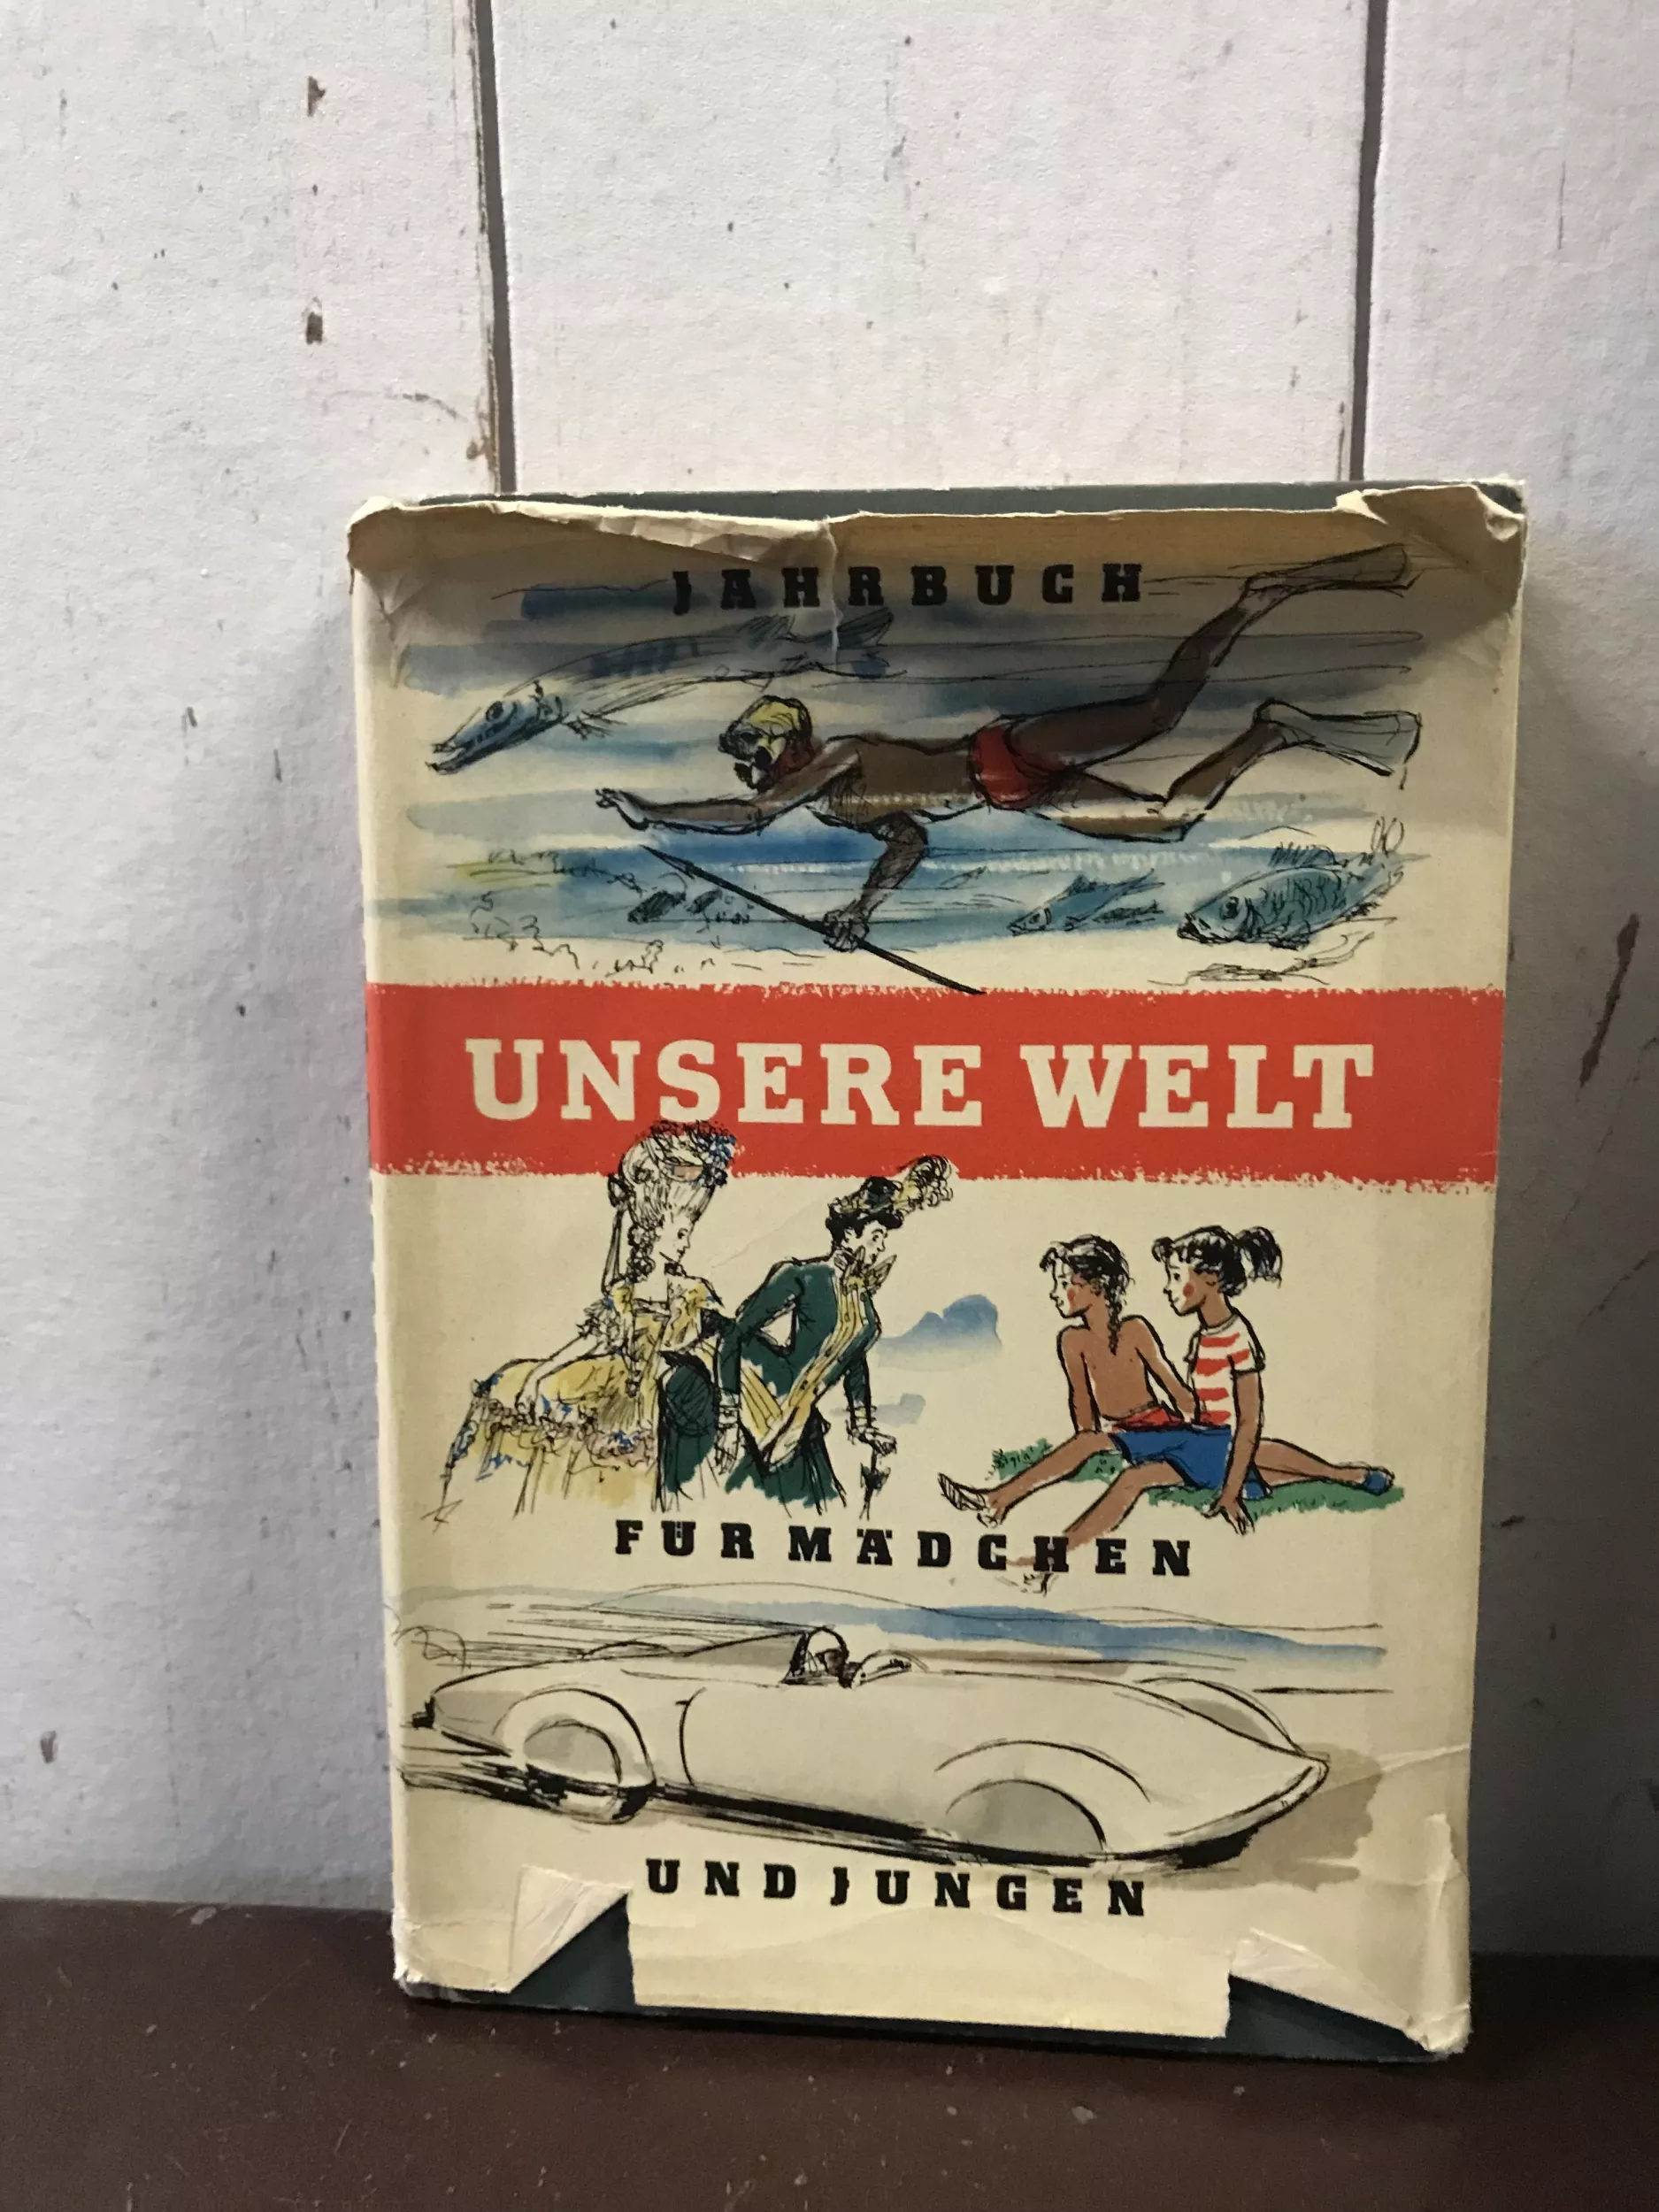 JAHRBUCH
UNSERE WELT
FÜR MÄDCHEN
UND JUNGEN